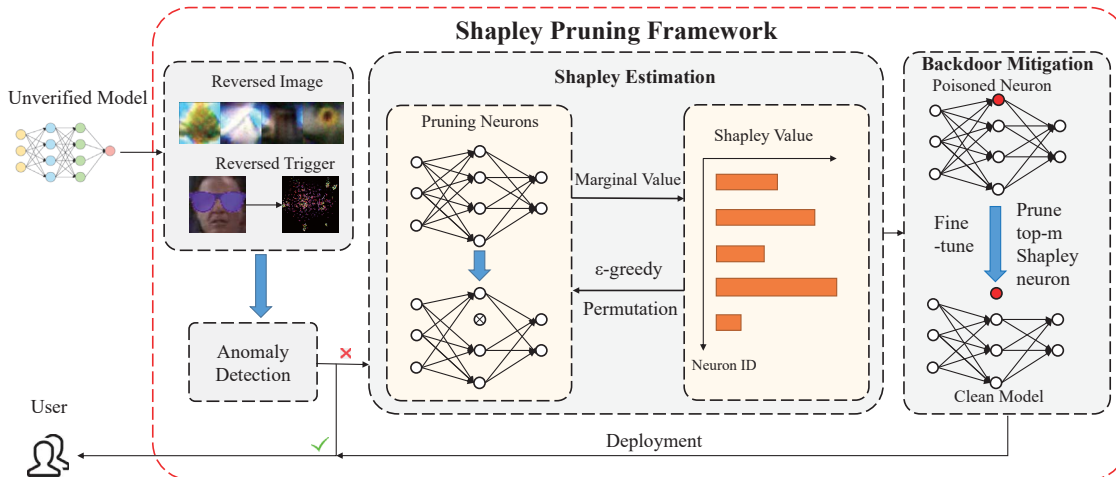 Shapley Pruning Framework
Unverified Model
Reversed Image
Reversed Trigger
Anomaly
Detection
User
Shapley Estimation
Pruning Neurons
Marginal Value
ε-greedy
Permutation
Shapley Value
Neuron ID
Backdoor Mitigation
Poisoned Neuron
Fine
-tune
Prune
top-m
Shapley
neuron
Clean Model
Deployment